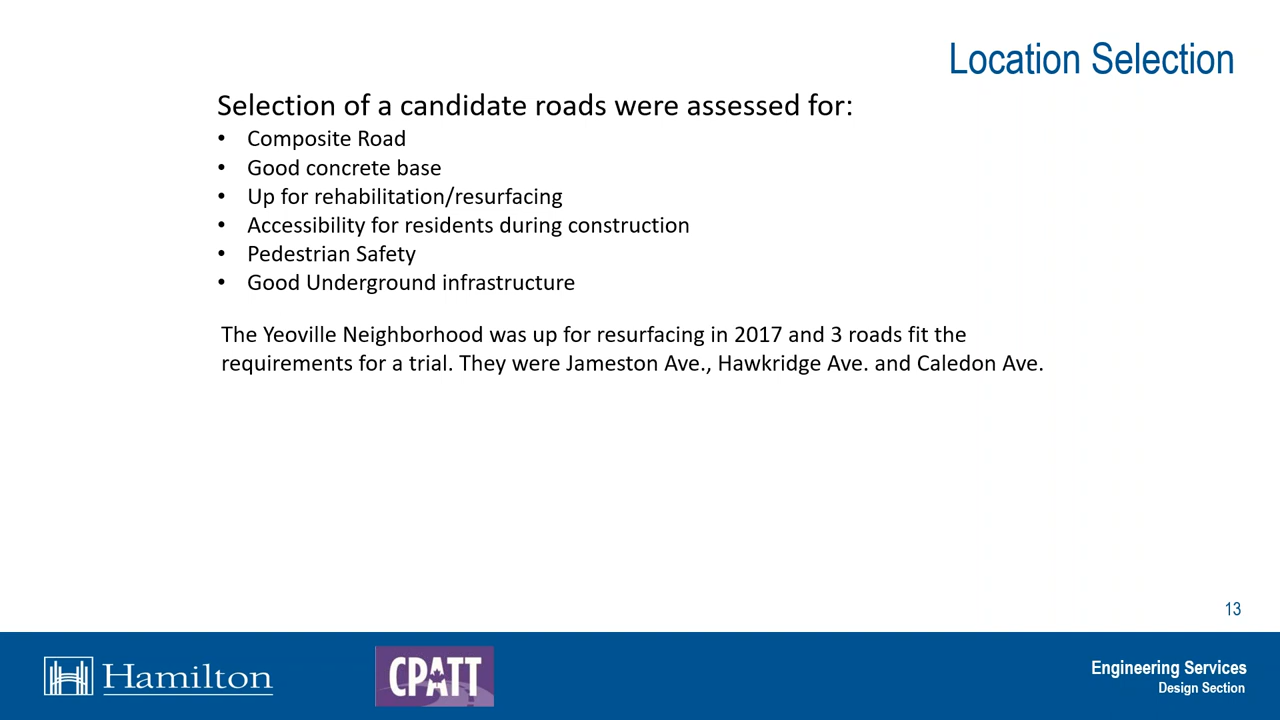 Location Selection
Selection of a candidate roads were assessed for:
• Composite Road
• Good concrete base
• Up for rehabilitation/resurfacing
• Accessibility for residents during construction
• Pedestrian Safety
• Good Underground infrastructure
The Yeoville Neighborhood was up for resurfacing in 2017 and 3 roads fit the
requirements for a trial. They were Jameston Ave., Hawkridge Ave. and Caledon Ave.
13
Hamilton
CPATT
Engineering Services
Design Section